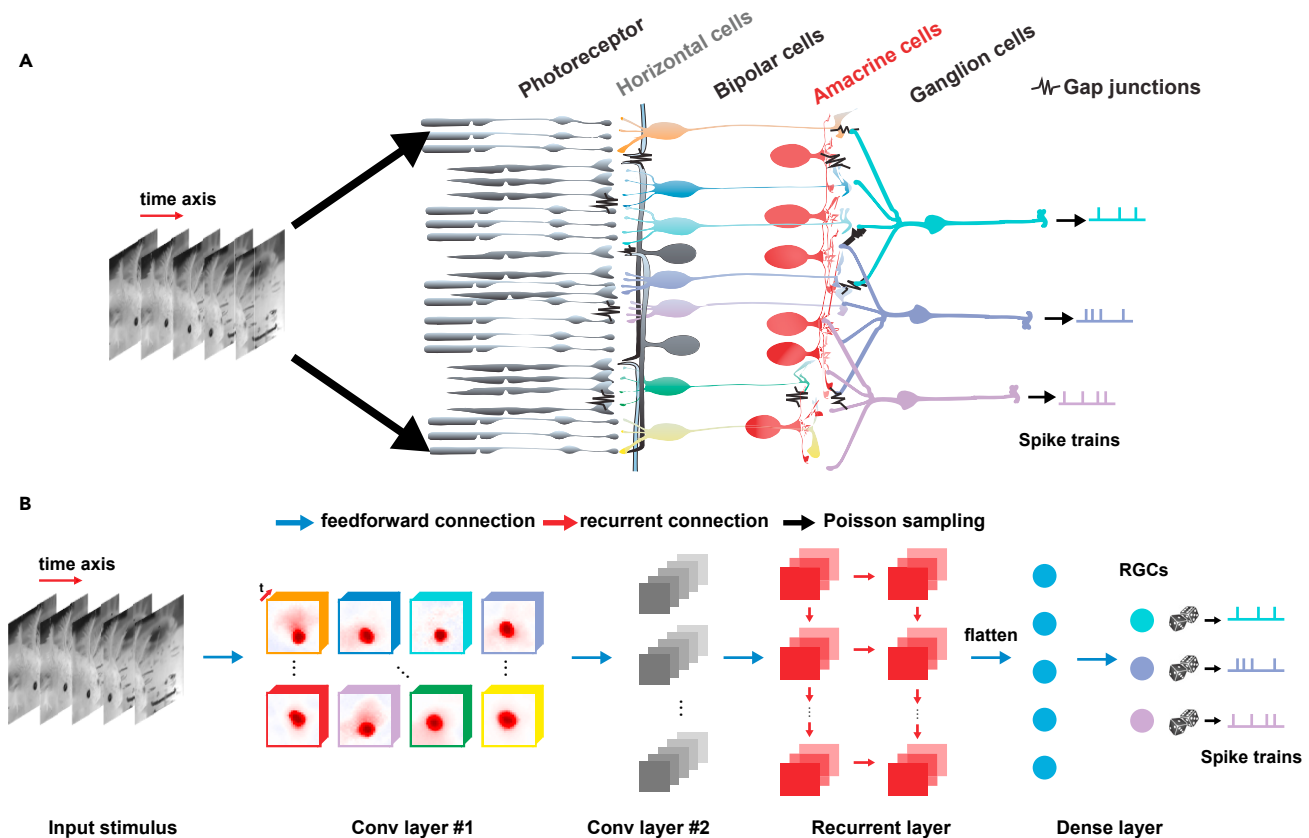 A
Photoreceptor
Horizontal cells
Bipolar cells
Amacrine cells
Ganglion cells
Gap junctions
time axis
Spike trains
B
feedforward connection
recurrent connection
Poisson sampling
time axis
t
RGCs
flatten
Spike trains
Input stimulus
Conv layer #1
Conv layer #2
Recurrent layer
Dense layer